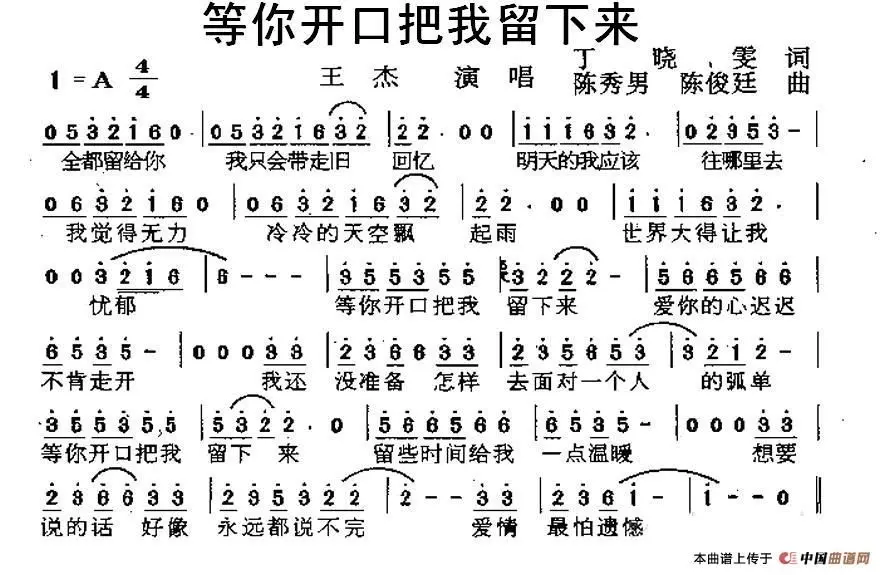 等你开口把我留下来
1=A 4/4 王杰 演唱 丁晓雯 词
陈秀男 陈俊廷 曲
0 5 3 2 1 6 0 | 0 5 3 2 1 6 3 2 | 2 2 · 0 0 | 1 1 1 6 3 2 · | 0 2 3 5 3 - |
全都留给你 我只会带走旧 回忆 明天的我应该 往哪里去
0 6 3 2 1 6 0 | 0 6 3 2 1 6 3 2 | 2 2 · 0 0 | 1 1 1 6 3 2 · |
我觉得无力 冷冷的天空飘 起雨 世界大得让我
0 0 3 2 1 6 | 6 - - - | 3 5 5 3 5 5 | 3 2 2 2 · | 5 6 6 5 6 6 |
忧郁 等你开口把我 留下来 爱你的心迟迟
6 5 3 5 - | 0 0 0 3 3 | 2 3 6 6 3 3 | 2 3 5 6 5 3 | 3 2 1 2 - |
不肯走开 我还 没准备 怎样 去面对一个人 的孤单
3 5 5 3 5 5 | 5 3 2 2 · 0 | 5 6 6 5 6 6 | 6 5 3 5 - | 0 0 0 3 3 |
等你开口把我 留下 来 留些时间给我 一点温暖 想要
2 3 6 6 3 3 | 2 3 5 3 2 2 | 2 - - 3 3 | 2 3 6 1 - | 1 - - 0 ‖
说的话 好像 永远都说不完 爱情 最怕遗憾
本曲谱上传于 中国曲谱网